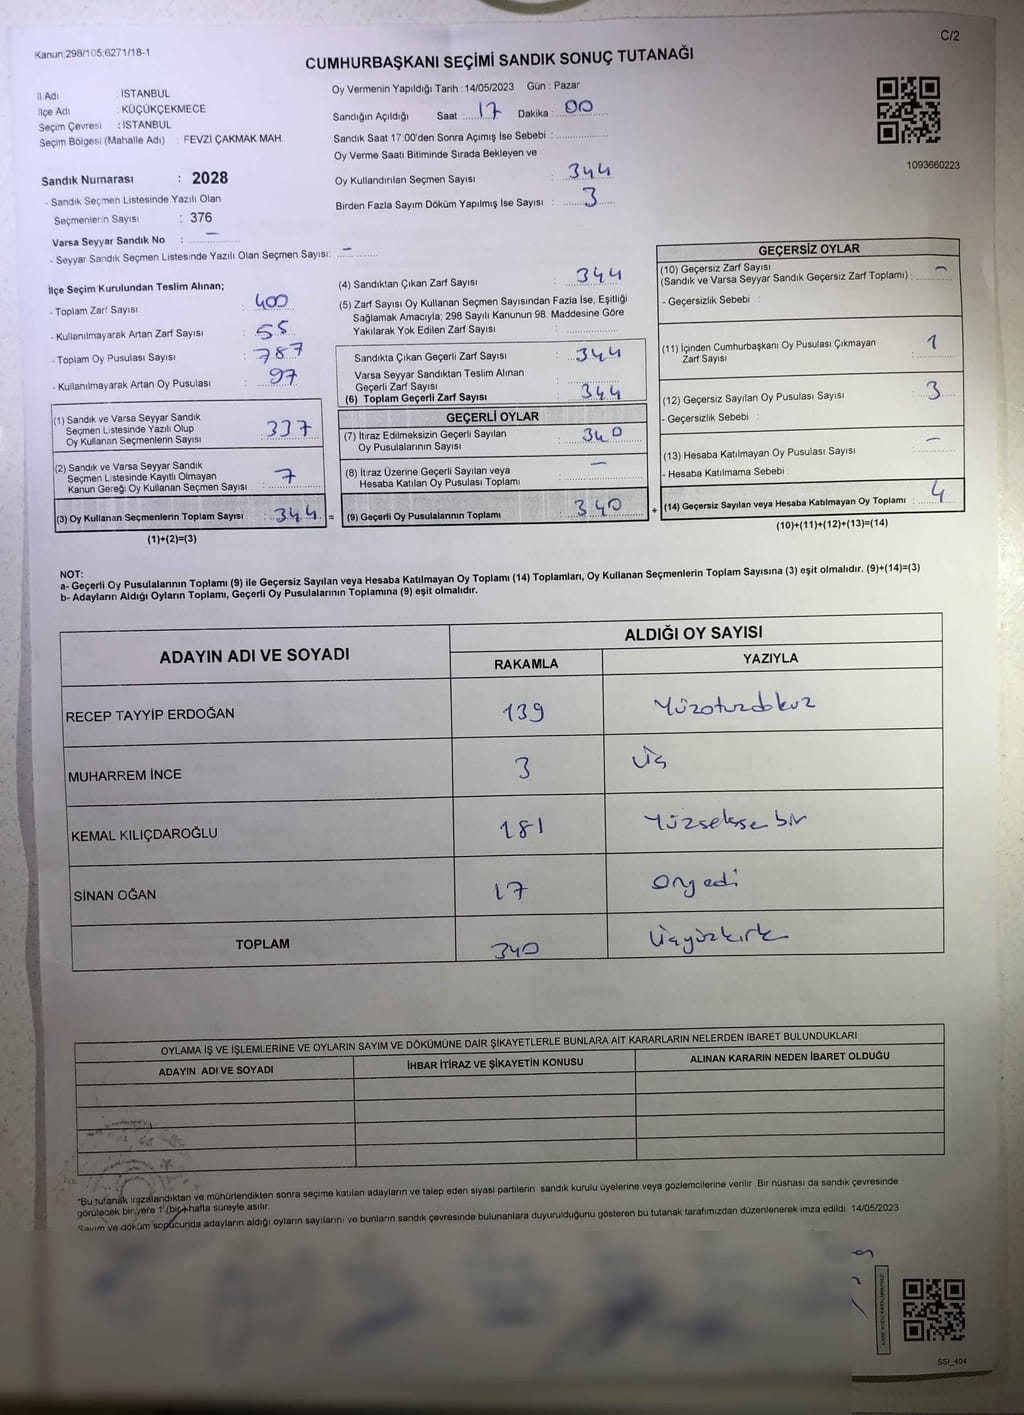 Kanun:298/105;6271/18-1
C/2
CUMHURBAŞKANI SEÇİMİ SANDIK SONUÇ TUTANAĞI
İl Adı : İSTANBUL
İlçe Adı : KÜÇÜKÇEKMECE
Seçim Çevresi : İSTANBUL
Seçim Bölgesi (Mahalle Adı) : FEVZİ ÇAKMAK MAH.
Sandık Numarası : 2028
- Sandık Seçmen Listesinde Yazılı Olan
Seçmenlerin Sayısı : 376
Varsa Seyyar Sandık No : –
- Seyyar Sandık Seçmen Listesinde Yazılı Olan Seçmen Sayısı: –
Oy Vermenin Yapıldığı Tarih : 14/05/2023 Gün : Pazar
Sandığın Açıldığı Saat : 17 Dakika : 00
Sandık Saat 17:00'den Sonra Açımış İse Sebebi :
Oy Verme Saati Bitiminde Sırada Bekleyen ve
Oy Kullandırılan Seçmen Sayısı : 344
Birden Fazla Sayım Döküm Yapılmış İse Sayısı : 3
1093660223
İlçe Seçim Kurulundan Teslim Alınan;
- Toplam Zarf Sayısı : 400
- Kullanılmayarak Artan Zarf Sayısı : 55
- Toplam Oy Pusulası Sayısı : 787
- Kullanılmayarak Artan Oy Pusulası : 97
(1) Sandık ve Varsa Seyyar Sandık
Seçmen Listesinde Yazılı Olup
Oy Kullanan Seçmenlerin Sayısı : 337
(2) Sandık ve Varsa Seyyar Sandık
Seçmen Listesinde Kayıtlı Olmayan
Kanun Gereği Oy Kullanan Seçmen Sayısı : 7
(3) Oy Kullanan Seçmenlerin Toplam Sayısı : 344 =
(1)+(2)=(3)
(4) Sandıktan Çıkan Zarf Sayısı : 344
(5) Zarf Sayısı Oy Kullanan Seçmen Sayısından Fazla İse, Eşitliği
Sağlamak Amacıyla; 298 Sayılı Kanunun 98. Maddesine Göre
Yakılarak Yok Edilen Zarf Sayısı :
Sandıkta Çıkan Geçerli Zarf Sayısı : 344
Varsa Seyyar Sandıktan Teslim Alınan
Geçerli Zarf Sayısı :
(6) Toplam Geçerli Zarf Sayısı : 344
GEÇERLİ OYLAR
(7) İtiraz Edilmeksizin Geçerli Sayılan
Oy Pusulalarının Sayısı : 340
(8) İtiraz Üzerine Geçerli Sayılan veya
Hesaba Katılan Oy Pusulası Toplamı : –
(9) Geçerli Oy Pusulalarının Toplamı : 340 +
GEÇERSİZ OYLAR
(10) Geçersiz Zarf Sayısı
(Sandık ve Varsa Seyyar Sandık Geçersiz Zarf Toplamı) : –
- Geçersizlik Sebebi :
(11) İçinden Cumhurbaşkanı Oy Pusulası Çıkmayan
Zarf Sayısı : 1
(12) Geçersiz Sayılan Oy Pusulası Sayısı : 3
- Geçersizlik Sebebi :
(13) Hesaba Katılmayan Oy Pusulası Sayısı : –
- Hesaba Katılmama Sebebi :
(14) Geçersiz Sayılan veya Hesaba Katılmayan Oy Toplamı : 4
(10)+(11)+(12)+(13)=(14)
NOT:
a- Geçerli Oy Pusulalarının Toplamı (9) ile Geçersiz Sayılan veya Hesaba Katılmayan Oy Toplamı (14) Toplamları, Oy Kullanan Seçmenlerin Toplam Sayısına (3) eşit olmalıdır. (9)+(14)=(3)
b- Adayların Aldığı Oyların Toplamı, Geçerli Oy Pusulalarının Toplamına (9) eşit olmalıdır.
ADAYIN ADI VE SOYADI
ALDIĞI OY SAYISI
RAKAMLA YAZIYLA
RECEP TAYYİP ERDOĞAN 139 Yüzotuzdokuz
MUHARREM İNCE 3 Üç
KEMAL KILIÇDAROĞLU 181 Yüzseksenbir
SİNAN OĞAN 17 Onyedi
TOPLAM 340 Üçyüzkırk
OYLAMA İŞ VE İŞLEMLERİNE VE OYLARIN SAYIM VE DÖKÜMÜNE DAİR ŞİKAYETLERLE BUNLARA AİT KARARLARIN NELERDEN İBARET BULUNDUKLARI
ADAYIN ADI VE SOYADI İHBAR İTİRAZ VE ŞİKAYETİN KONUSU ALINAN KARARIN NEDEN İBARET OLDUĞU
*Bu tutanak imzalandıktan ve mühürlendikten sonra seçime katılan adayların ve talep eden siyasi partilerin sandık kurulu üyelerine veya gözlemcilerine verilir. Bir nüshası da sandık çevresinde
görülecek bir yere 1 (bir) hafta süreyle asılır.
Sayım ve döküm sonucunda adayların aldığı oyların sayılarını ve bunların sandık çevresinde bulunanlara duyurulduğunu gösteren bu tutanak tarafımızdan düzenlenerek imza edildi. 14/05/2023
SSI_404